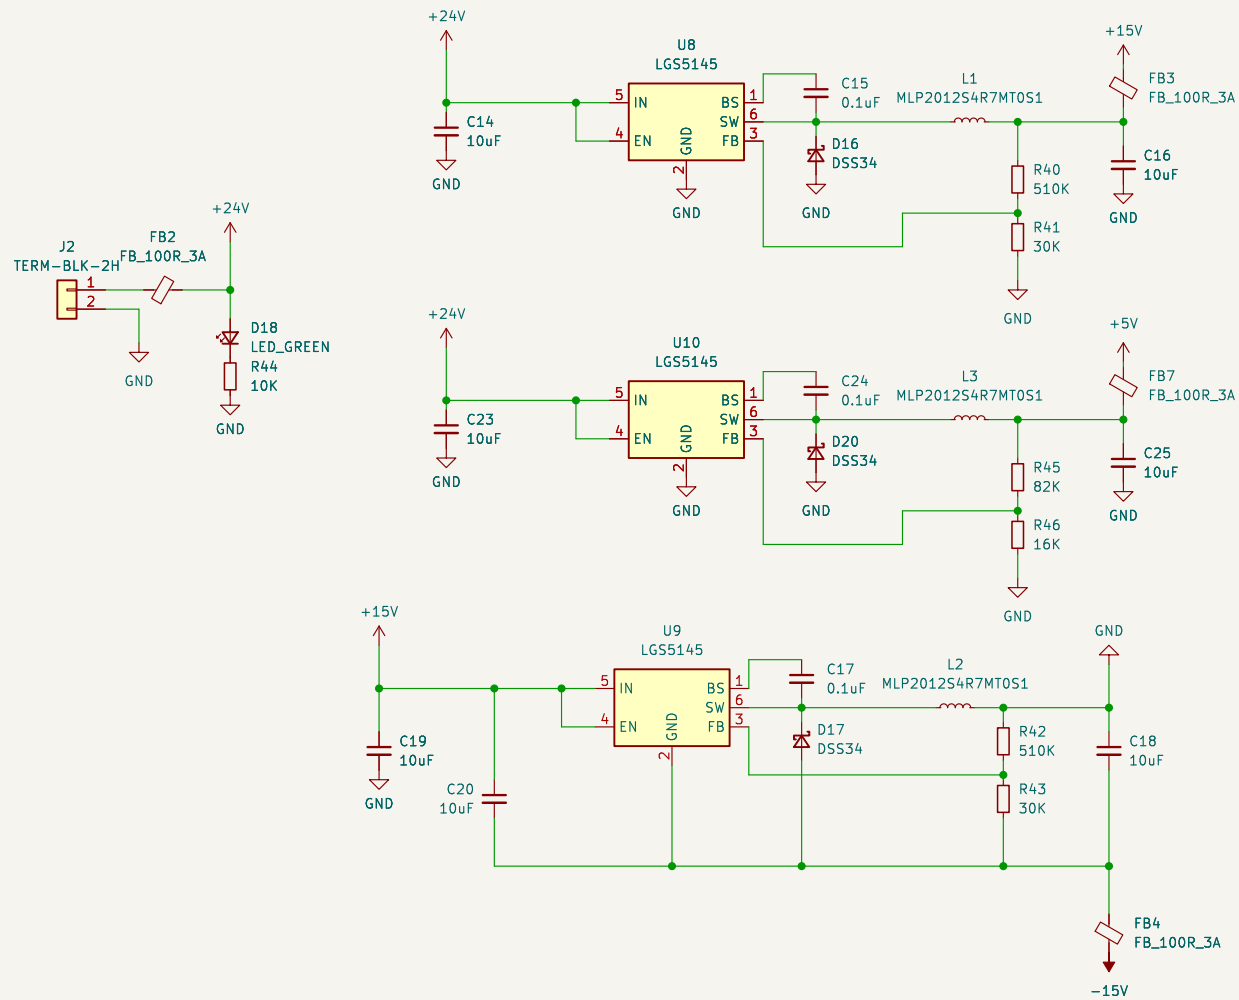 +24V
U8
LGS5145
5
IN
4
EN
BS
1
SW
6
FB
3
GND
2
GND
C14
10uF
GND
C15
0.1uF
D16
DSS34
GND
L1
MLP2012S4R7MT0S1
+15V
FB3
FB_100R_3A
C16
10uF
GND
R40
510K
R41
30K
GND
+24V
FB2
FB_100R_3A
J2
TERM-BLK-2H
1
2
GND
D18
LED_GREEN
R44
10K
GND
+24V
U10
LGS5145
5
IN
4
EN
BS
1
SW
6
FB
3
GND
2
GND
C23
10uF
GND
C24
0.1uF
D20
DSS34
GND
L3
MLP2012S4R7MT0S1
+5V
FB7
FB_100R_3A
C25
10uF
GND
R45
82K
R46
16K
GND
+15V
U9
LGS5145
5
IN
4
EN
BS
1
SW
6
FB
3
GND
2
C19
10uF
GND
C20
10uF
C17
0.1uF
D17
DSS34
L2
MLP2012S4R7MT0S1
GND
R42
510K
R43
30K
C18
10uF
FB4
FB_100R_3A
-15V